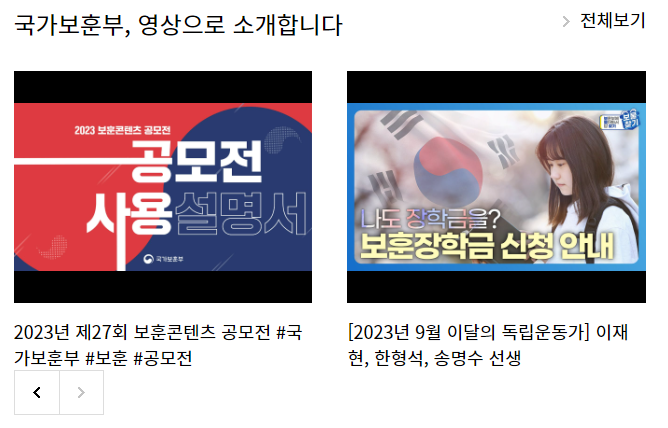 국가보훈부, 영상으로 소개합니다
전체보기
2023 보훈콘텐츠 공모전
공모전
사용설명서
국가보훈부
보물
찾기
나도 장학금을?
보훈장학금 신청 안내
2023년 제27회 보훈콘텐츠 공모전 #국
가보훈부 #보훈 #공모전
[2023년 9월 이달의 독립운동가] 이재
현, 한형석, 송명수 선생